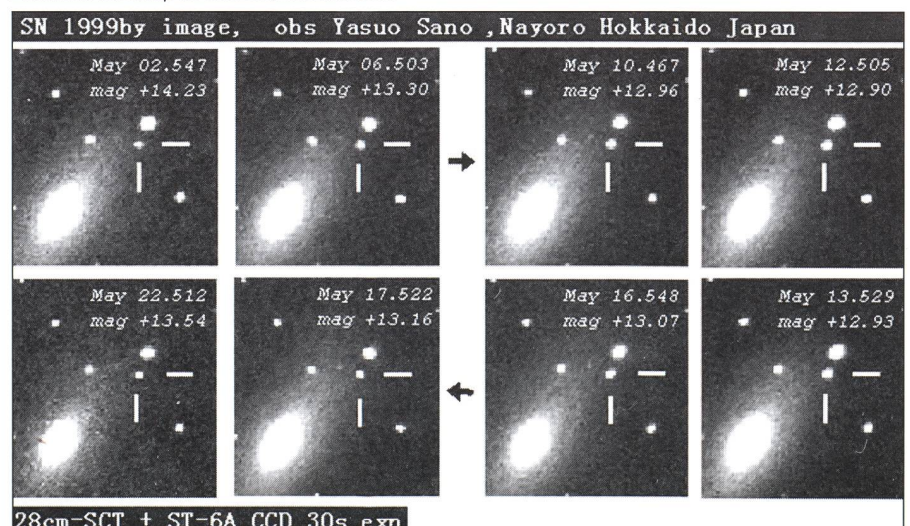 SN 1999by image, obs Yasuo Sano ,Nayoro Hokkaido Japan
May 02.547
mag +14.23
May 06.503
mag +13.30
May 10.467
mag +12.96
May 12.505
mag +12.90
May 22.512
mag +13.54
May 17.522
mag +13.16
May 16.548
mag +13.07
May 13.529
mag +12.93
28cm-SCT + ST-6A CCD 30s exp